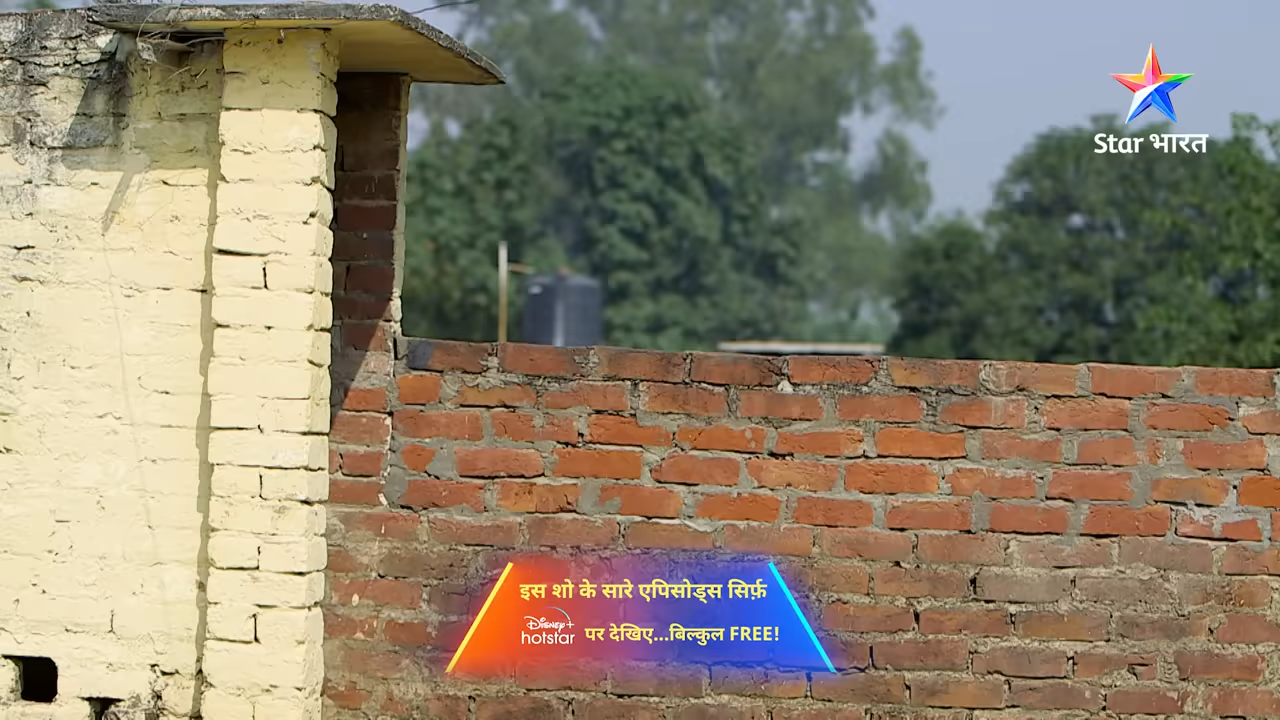 Star भारत
इस शो के सारे एपिसोड्स सिर्फ़
Disney+
hotstar पर देखिए...बिल्कुल FREE!